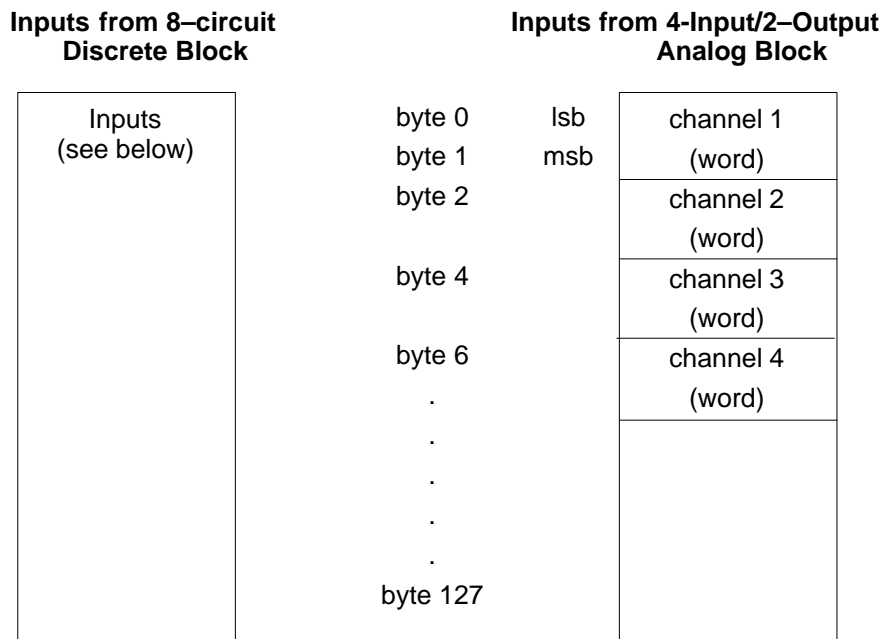 Inputs from 8–circuit
Discrete Block
Inputs from 4-Input/2–Output
Analog Block
Inputs
(see below)
byte 0 lsb channel 1
byte 1 msb (word)
byte 2 channel 2
(word)
byte 4 channel 3
(word)
byte 6 channel 4
. (word)
.
.
.
.
byte 127